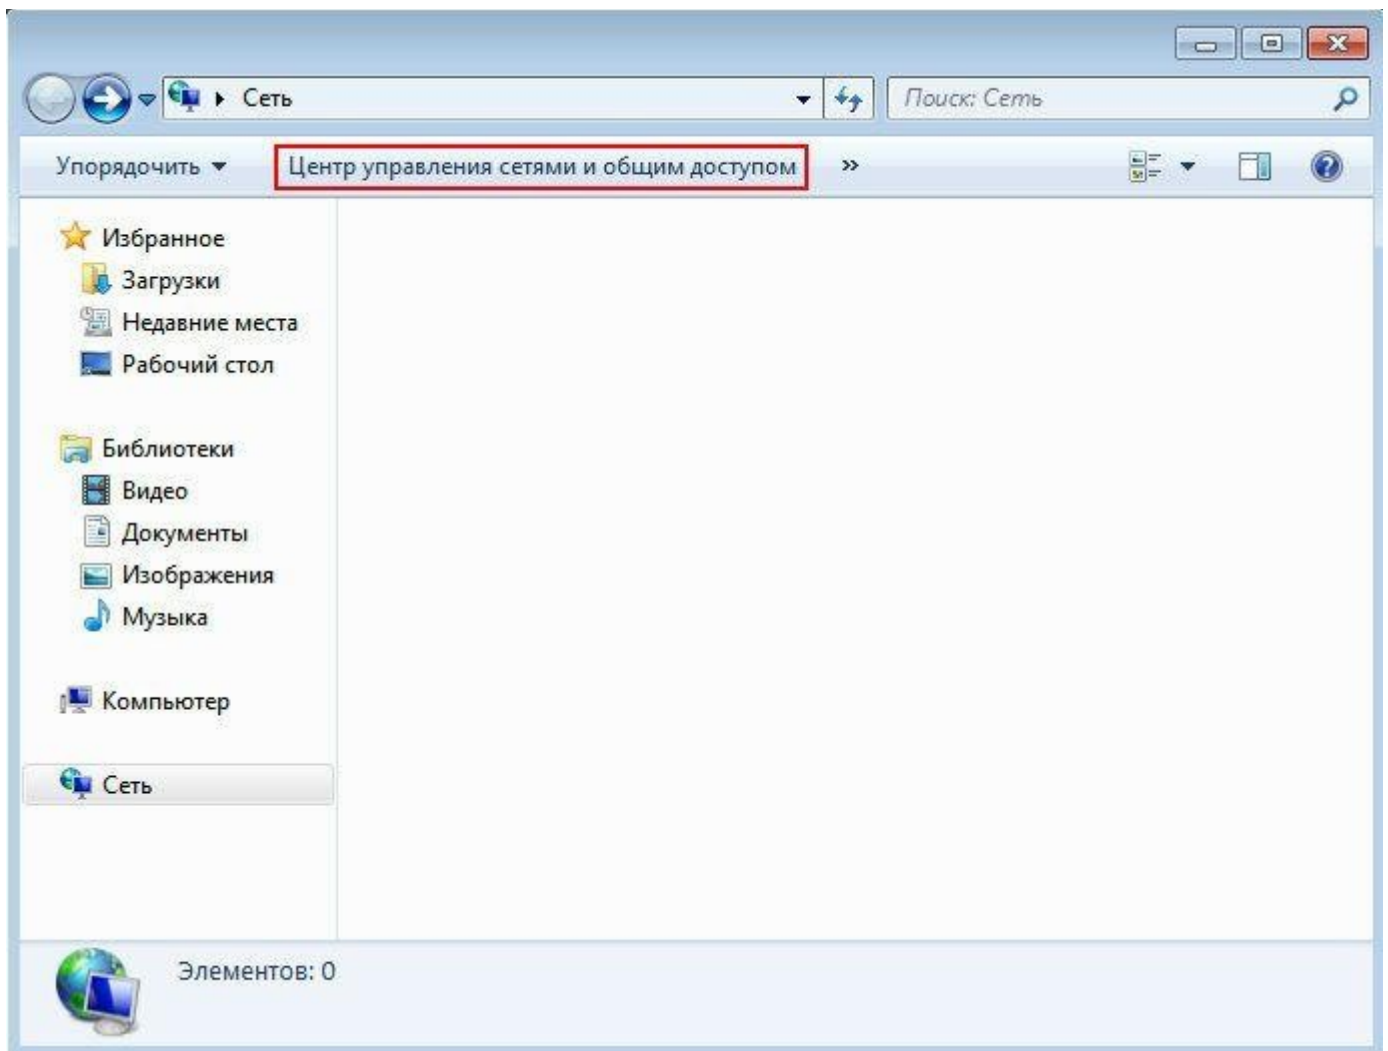 Сеть
Поиск: Сеть
Упорядочить
Центр управления сетями и общим доступом
»
Избранное
Загрузки
Недавние места
Рабочий стол
Библиотеки
Видео
Документы
Изображения
Музыка
Компьютер
Сеть
Элементов: 0